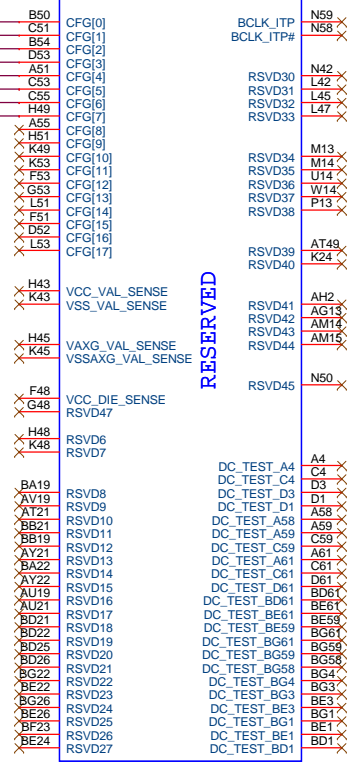 B50 CFG[0]
C51 CFG[1]
B54 CFG[2]
D53 CFG[3]
A51 CFG[4]
C53 CFG[5]
C55 CFG[6]
H49 CFG[7]
A55 CFG[8]
H51 CFG[9]
K49 CFG[10]
K53 CFG[11]
F53 CFG[12]
G53 CFG[13]
L51 CFG[14]
F51 CFG[15]
D52 CFG[16]
L53 CFG[17]
H43 VCC_VAL_SENSE
K43 VSS_VAL_SENSE
H45 VAXG_VAL_SENSE
K45 VSSAXG_VAL_SENSE
F48 VCC_DIE_SENSE
G48 RSVD47
H48 RSVD6
K48 RSVD7
BA19 RSVD8
AV19 RSVD9
AT21 RSVD10
BB21 RSVD11
BB19 RSVD12
AY21 RSVD13
BA22 RSVD14
AY22 RSVD15
AU19 RSVD16
AU21 RSVD17
BD21 RSVD18
BD22 RSVD19
BD25 RSVD20
BD26 RSVD21
BG22 RSVD22
BE22 RSVD23
BG26 RSVD24
BE26 RSVD25
BF23 RSVD26
BE24 RSVD27
RESERVED
BCLK_ITP N59
BCLK_ITP# N58
RSVD30 N42
RSVD31 L42
RSVD32 L45
RSVD33 L47
RSVD34 M13
RSVD35 M14
RSVD36 U14
RSVD37 W14
RSVD38 P13
RSVD39 AT49
RSVD40 K24
RSVD41 AH2
RSVD42 AG13
RSVD43 AM14
RSVD44 AM15
RSVD45 N50
DC_TEST_A4 A4
DC_TEST_C4 C4
DC_TEST_D3 D3
DC_TEST_D1 D1
DC_TEST_A58 A58
DC_TEST_A59 A59
DC_TEST_C59 C59
DC_TEST_A61 A61
DC_TEST_C61 C61
DC_TEST_D61 D61
DC_TEST_BD61 BD61
DC_TEST_BE61 BE61
DC_TEST_BE59 BE59
DC_TEST_BG61 BG61
DC_TEST_BG59 BG59
DC_TEST_BG58 BG58
DC_TEST_BG4 BG4
DC_TEST_BG3 BG3
DC_TEST_BE3 BE3
DC_TEST_BG1 BG1
DC_TEST_BE1 BE1
DC_TEST_BD1 BD1